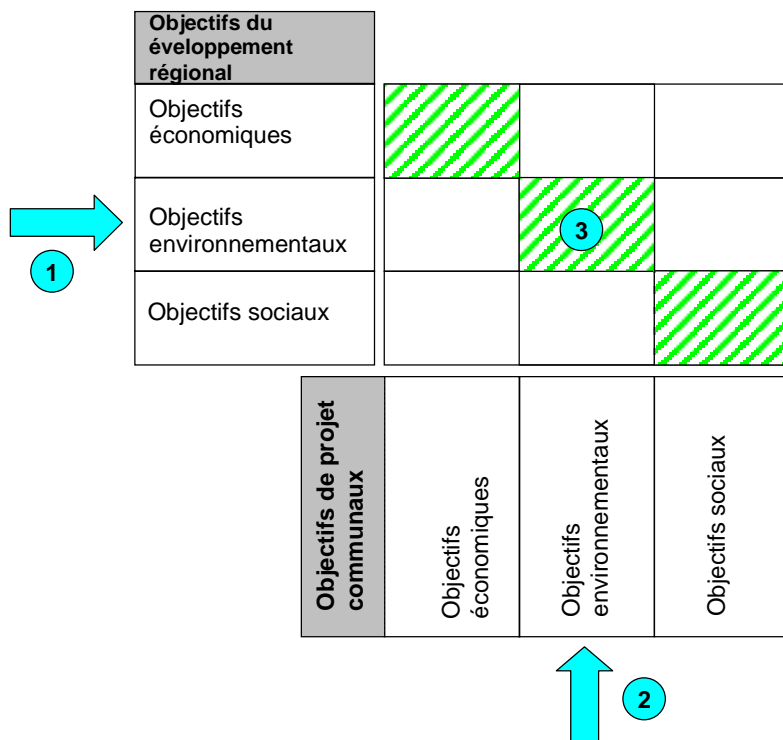 Objectifs du
éveloppement
régional
Objectifs
économiques
Objectifs
environnementaux
Objectifs sociaux
1
3
Objectifs de projet
communaux
Objectifs
économiques
Objectifs
environnementaux
Objectifs sociaux
2